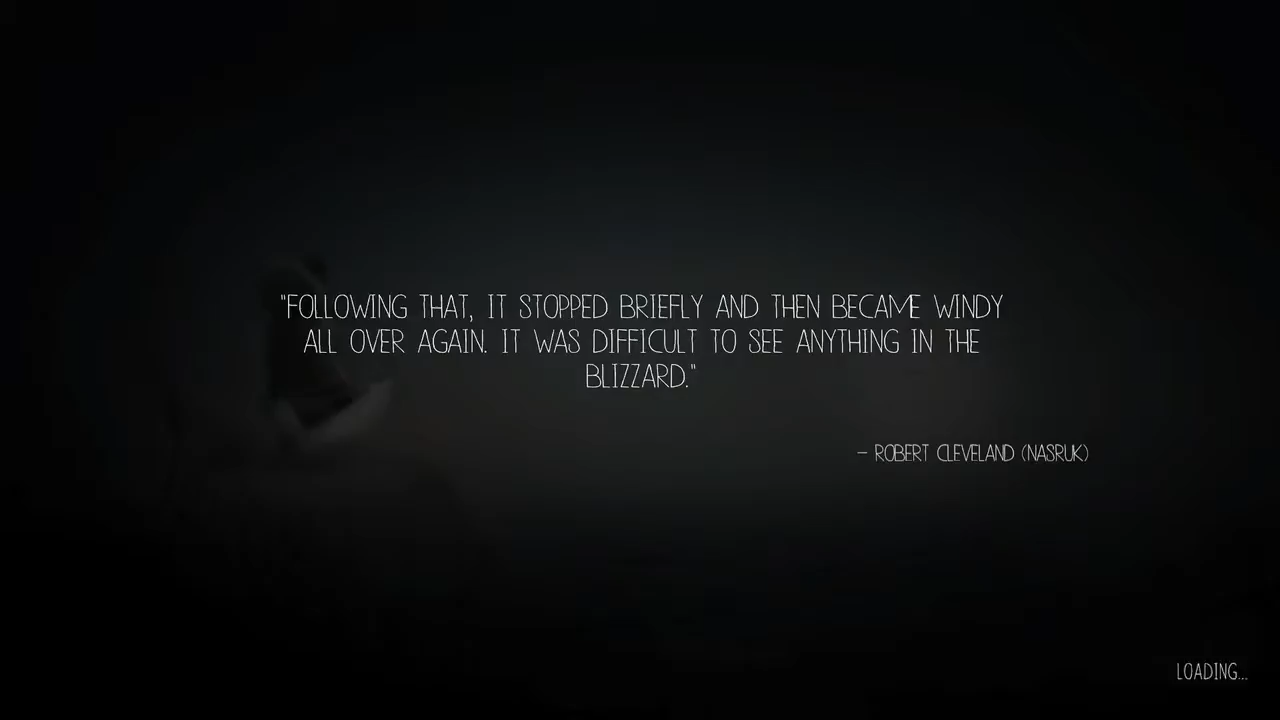 "FOLLOWING THAT, IT STOPPED BRIEFLY AND THEN BECAME WINDY
ALL OVER AGAIN. IT WAS DIFFICULT TO SEE ANYTHING IN THE
BLIZZARD."
- ROBERT CLEVELAND (NASRUK)
LOADING...